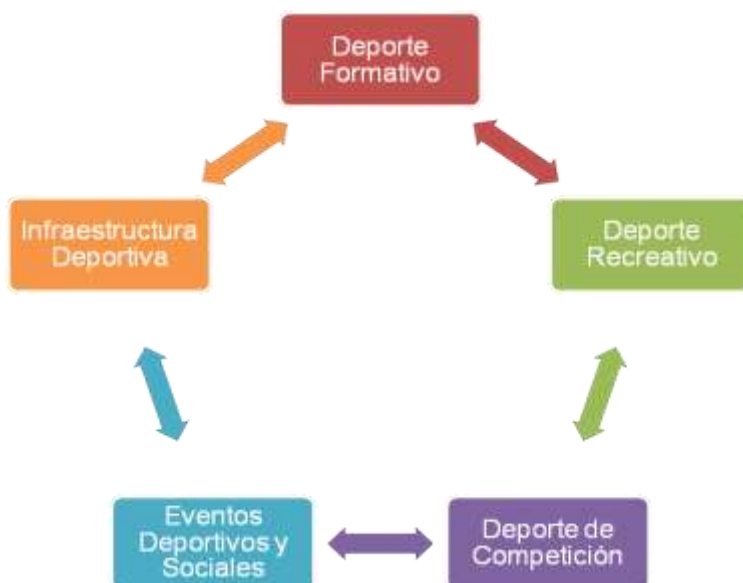 Deporte
Formativo
Infraestructura
Deportiva
Deporte
Recreativo
Eventos
Deportivos y
Sociales
Deporte de
Competición